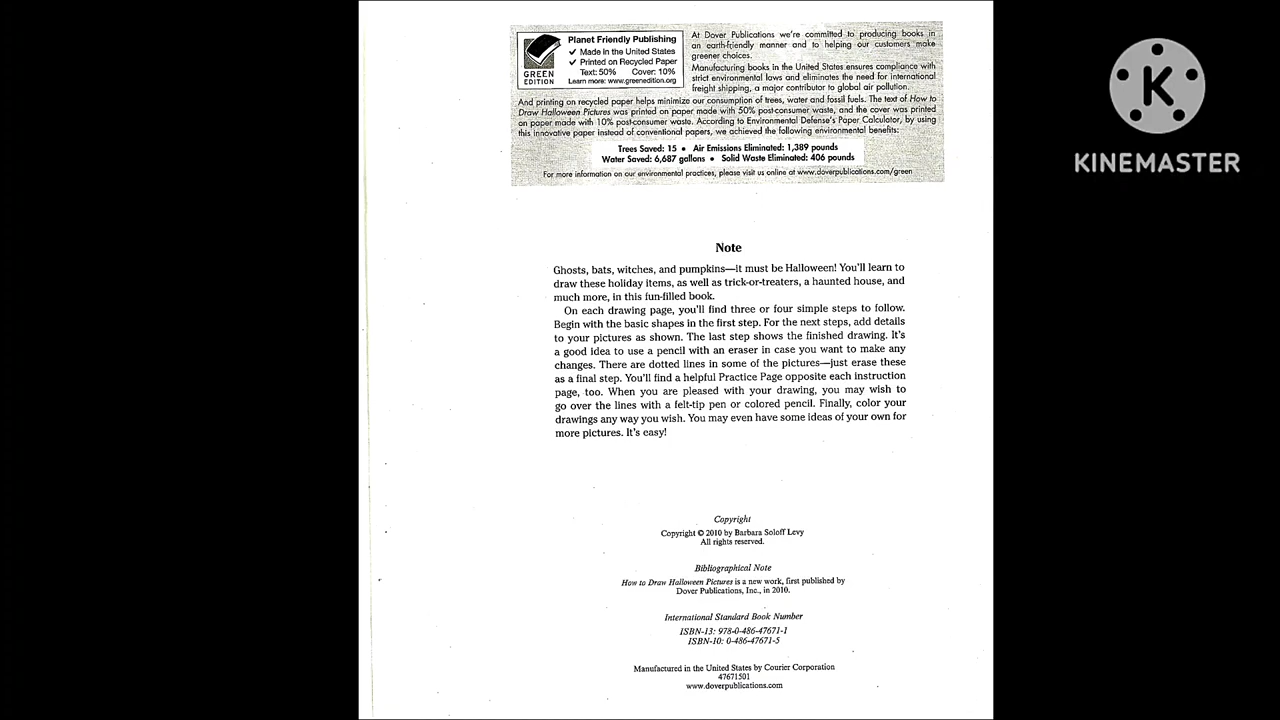 Planet Friendly Publishing
✓ Made in the United States
✓ Printed on Recycled Paper
Text: 50% Cover: 10%
Learn more: www.greenedition.org
GREEN
EDITION
At Dover Publications we're committed to producing books in
an earth-friendly manner and to helping our customers make
greener choices.
Manufacturing books in the United States ensures compliance with
strict environmental laws and eliminates the need for international
freight shipping, a major contributor to global air pollution.
And printing on recycled paper helps minimize our consumption of trees, water and fossil fuels. The text of How to
Draw Halloween Pictures was printed on paper made with 50% post-consumer waste, and the cover was printed
on paper made with 10% post-consumer waste. According to Environmental Defense's Paper Calculator, by using
this innovative paper instead of conventional papers, we achieved the following environmental benefits:
Trees Saved: 15 • Air Emissions Eliminated: 1,389 pounds
Water Saved: 6,687 gallons • Solid Waste Eliminated: 406 pounds
For more information on our environmental practices, please visit us online at www.doverpublications.com/green
Note
Ghosts, bats, witches, and pumpkins—it must be Halloween! You'll learn to
draw these holiday items, as well as trick-or-treaters, a haunted house, and
much more, in this fun-filled book.
On each drawing page, you'll find three or four simple steps to follow.
Begin with the basic shapes in the first step. For the next steps, add details
to your pictures as shown. The last step shows the finished drawing. It's
a good idea to use a pencil with an eraser in case you want to make any
changes. There are dotted lines in some of the pictures—just erase these
as a final step. You'll find a helpful Practice Page opposite each instruction
page, too. When you are pleased with your drawing, you may wish to
go over the lines with a felt-tip pen or colored pencil. Finally, color your
drawings any way you wish. You may even have some ideas of your own for
more pictures. It's easy!
Copyright
Copyright © 2010 by Barbara Soloff Levy
All rights reserved.
Bibliographical Note
How to Draw Halloween Pictures is a new work, first published by
Dover Publications, Inc., in 2010.
International Standard Book Number
ISBN-13: 978-0-486-47671-1
ISBN-10: 0-486-47671-5
Manufactured in the United States by Courier Corporation
47671501
www.doverpublications.com
K
KINEMASTER